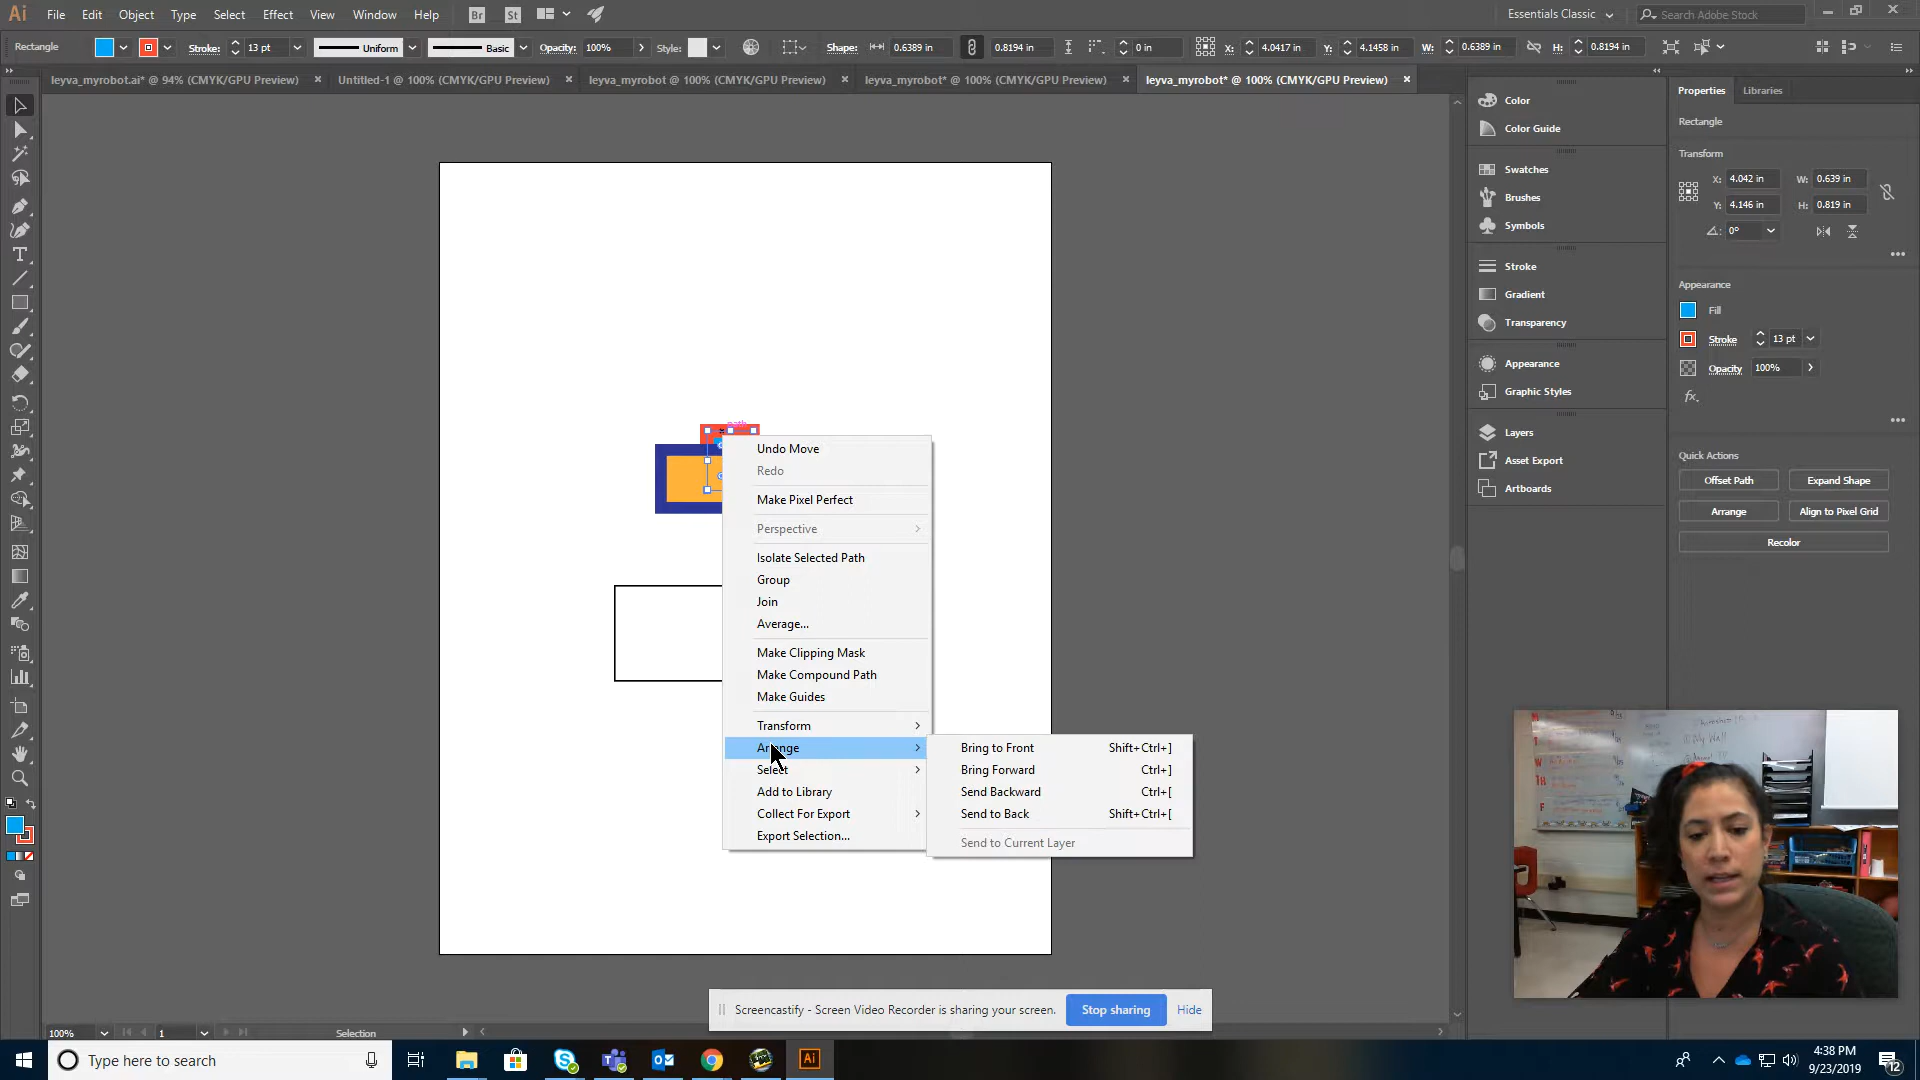 Ai File Edit Object Type Select Effect View Window Help Br St Essentials Classic Search Adobe Stock
Rectangle Stroke: 13 pt Uniform Basic Opacity: 100% Style: Shape: 0.6389 in 0.8194 in 0 in X: 4.0417 in Y: 4.1458 in W: 0.6389 in H: 0.8194 in
leyva_myrobot.ai* @ 94% (CMYK/GPU Preview) × Untitled-1 @ 100% (CMYK/GPU Preview) × leyva_myrobot @ 100% (CMYK/GPU Preview) × leyva_myrobot* @ 100% (CMYK/GPU Preview) × leyva_myrobot* @ 100% (CMYK/GPU Preview) ×
path
Undo Move
Redo
Make Pixel Perfect
Perspective
Isolate Selected Path
Group
Join
Average...
Make Clipping Mask
Make Compound Path
Make Guides
Transform
Arrange
Select
Add to Library
Collect For Export
Export Selection...
Bring to Front Shift+Ctrl+]
Bring Forward Ctrl+]
Send Backward Ctrl+[
Send to Back Shift+Ctrl+[
Send to Current Layer
Color
Color Guide
Swatches
Brushes
Symbols
Stroke
Gradient
Transparency
Appearance
Graphic Styles
Layers
Asset Export
Artboards
Properties Libraries
Rectangle
Transform
X: 4.042 in W: 0.639 in
Y: 4.146 in H: 0.819 in
0°
Appearance
Fill
Stroke 13 pt
Opacity 100%
fx.
Quick Actions
Offset Path Expand Shape
Arrange Align to Pixel Grid
Recolor
Screencastify - Screen Video Recorder is sharing your screen. Stop sharing Hide
100% 1 Selection
Type here to search
Ai
4:38 PM
9/23/2019
12